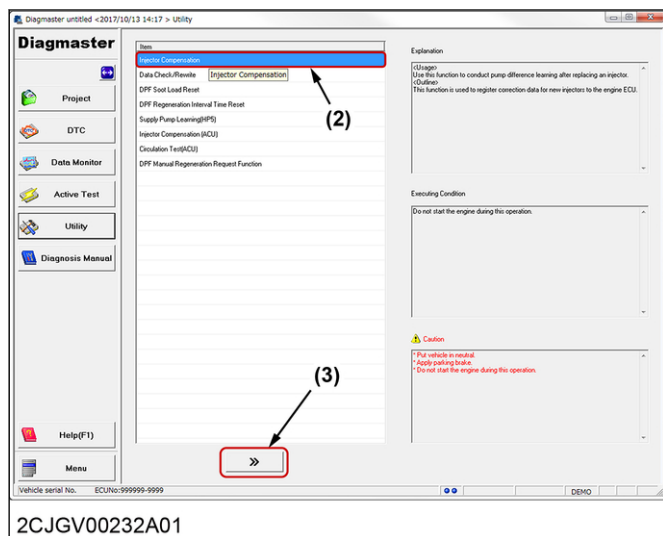 Diagmaster untitled <2017/10/13 14:17 > Utility
Diagmaster
Project
DTC
Data Monitor
Active Test
Utility
Diagnosis Manual
Help(F1)
Menu
Item
Injector Compensation
Data Check/Rewrite
Injector Compensation
DPF Soot Load Reset
DPF Regeneration Interval Time Reset
Supply Pump Learning(HP5)
Injector Compensation (ACU)
Circulation Test(ACU)
DPF Manual Regeneration Request Function
(2)
(3)
»
Explanation
<Usage>
Use this function to conduct pump difference learning after replacing an injector.
<Outline>
This function is used to register correction data for new injectors to the engine ECU.
Executing Condition
Do not start the engine during this operation.
Caution
* Put vehicle in neutral.
* Apply parking brake.
* Do not start the engine during this operation.
Vehicle serial No. ECUNo:999999-9999
DEMO
2CJGV00232A01